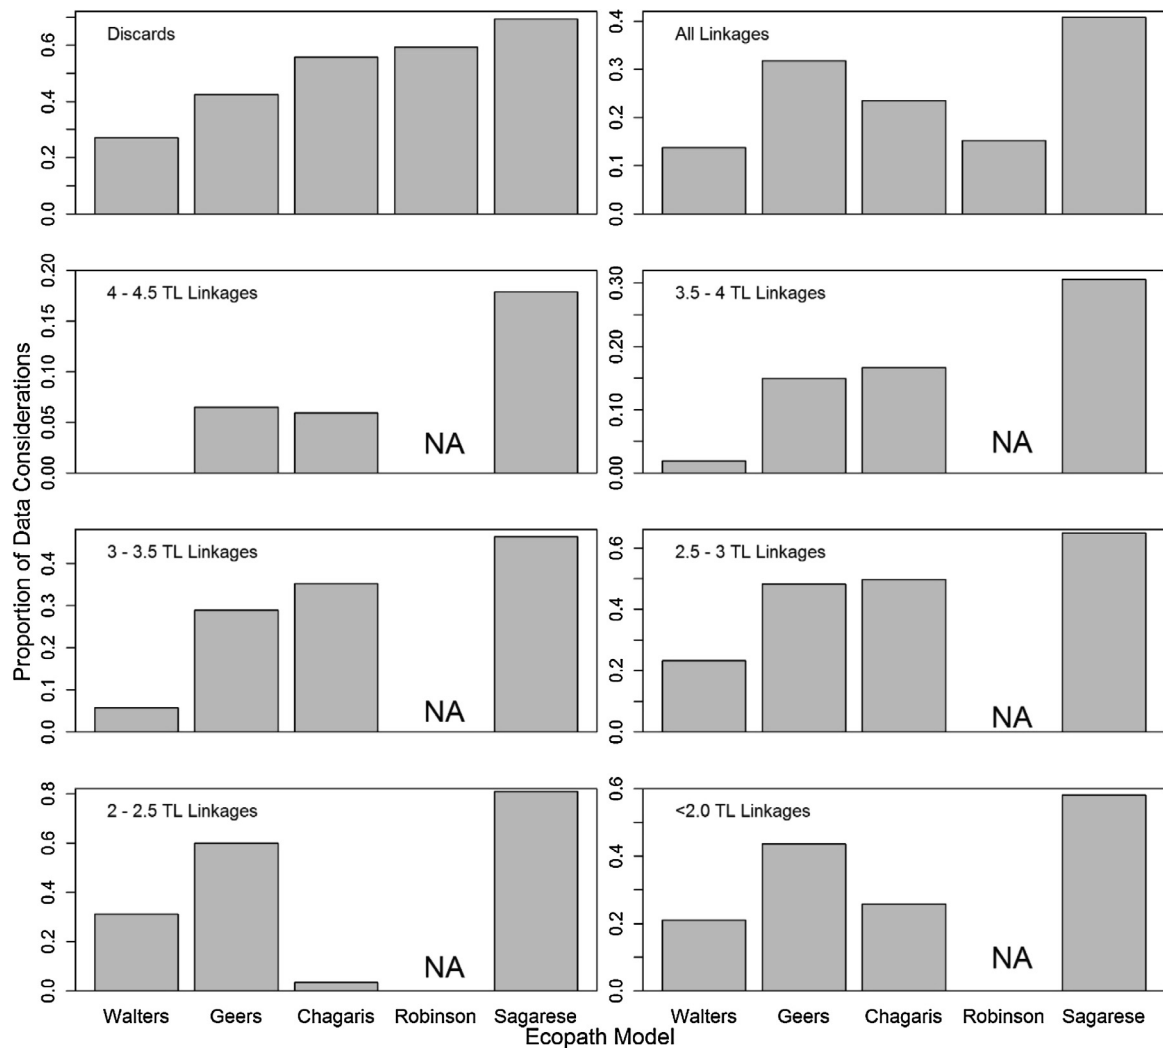 Discards
0.0 0.2 0.4 0.6
All Linkages
0.0 0.1 0.2 0.3 0.4
4 - 4.5 TL Linkages
0.00 0.05 0.10 0.15 0.20
NA
3.5 - 4 TL Linkages
0.00 0.10 0.20 0.30
NA
Proportion of Data Considerations
3 - 3.5 TL Linkages
0.0 0.1 0.2 0.3 0.4
NA
2.5 - 3 TL Linkages
0.0 0.2 0.4 0.6
NA
2 - 2.5 TL Linkages
0.0 0.2 0.4 0.6 0.8
NA
<2.0 TL Linkages
0.0 0.2 0.4 0.6
NA
Walters Geers Chagaris Robinson Sagarese
Walters Geers Chagaris Robinson Sagarese
Ecopath Model